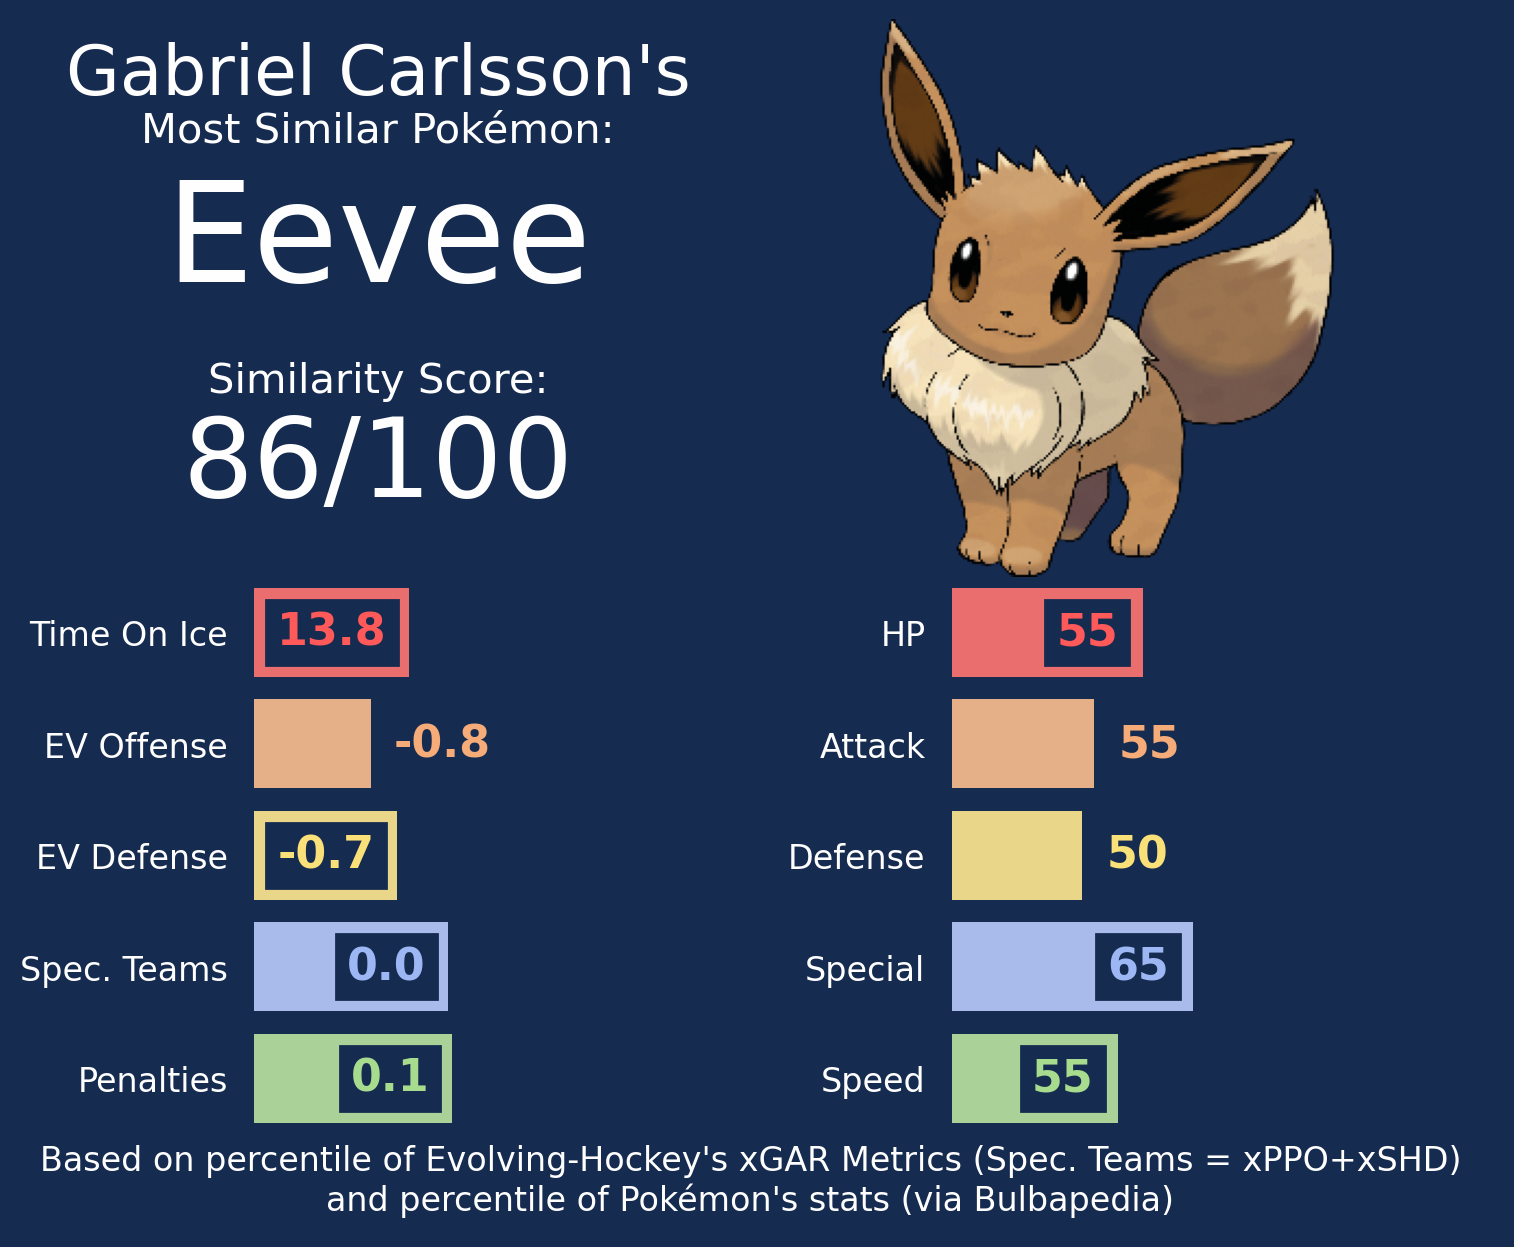 Gabriel Carlsson's
Most Similar Pokémon:
Eevee
Similarity Score:
86/100
Time On Ice 13.8
EV Offense -0.8
EV Defense -0.7
Spec. Teams 0.0
Penalties 0.1
HP 55
Attack 55
Defense 50
Special 65
Speed 55
Based on percentile of Evolving-Hockey's xGAR Metrics (Spec. Teams = xPPO+xSHD)
and percentile of Pokémon's stats (via Bulbapedia)